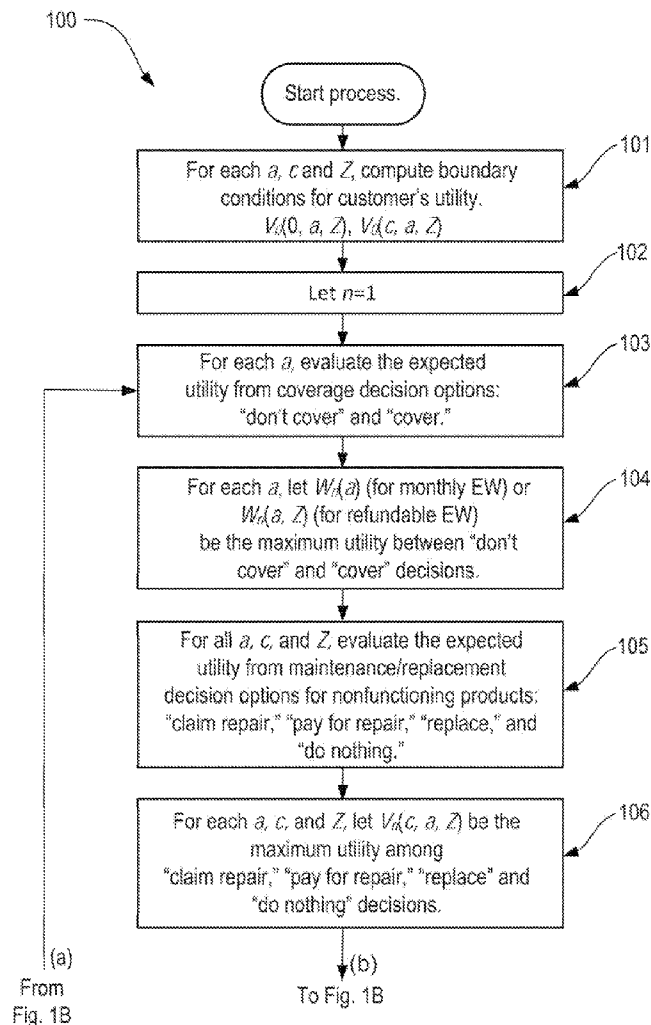 100
Start process.
101
For each a, c and Z, compute boundary
conditions for customer's utility.
V₀(0, a, Z), V₀(c, a, Z)
102
Let n=1
103
For each a, evaluate the expected
utility from coverage decision options:
"don't cover" and "cover."
104
For each a, let Wₙ(a) (for monthly EW) or
Wₙ(a, Z) (for refundable EW)
be the maximum utility between "don't
cover" and "cover" decisions.
105
For all a, c, and Z, evaluate the expected
utility from maintenance/replacement
decision options for nonfunctioning products:
"claim repair," "pay for repair," "replace," and
"do nothing."
106
For each a, c, and Z, let Vₙ(c, a, Z) be the
maximum utility among
"claim repair," "pay for repair," "replace" and
"do nothing" decisions.
(a)
From
Fig. 1B
(b)
To Fig. 1B